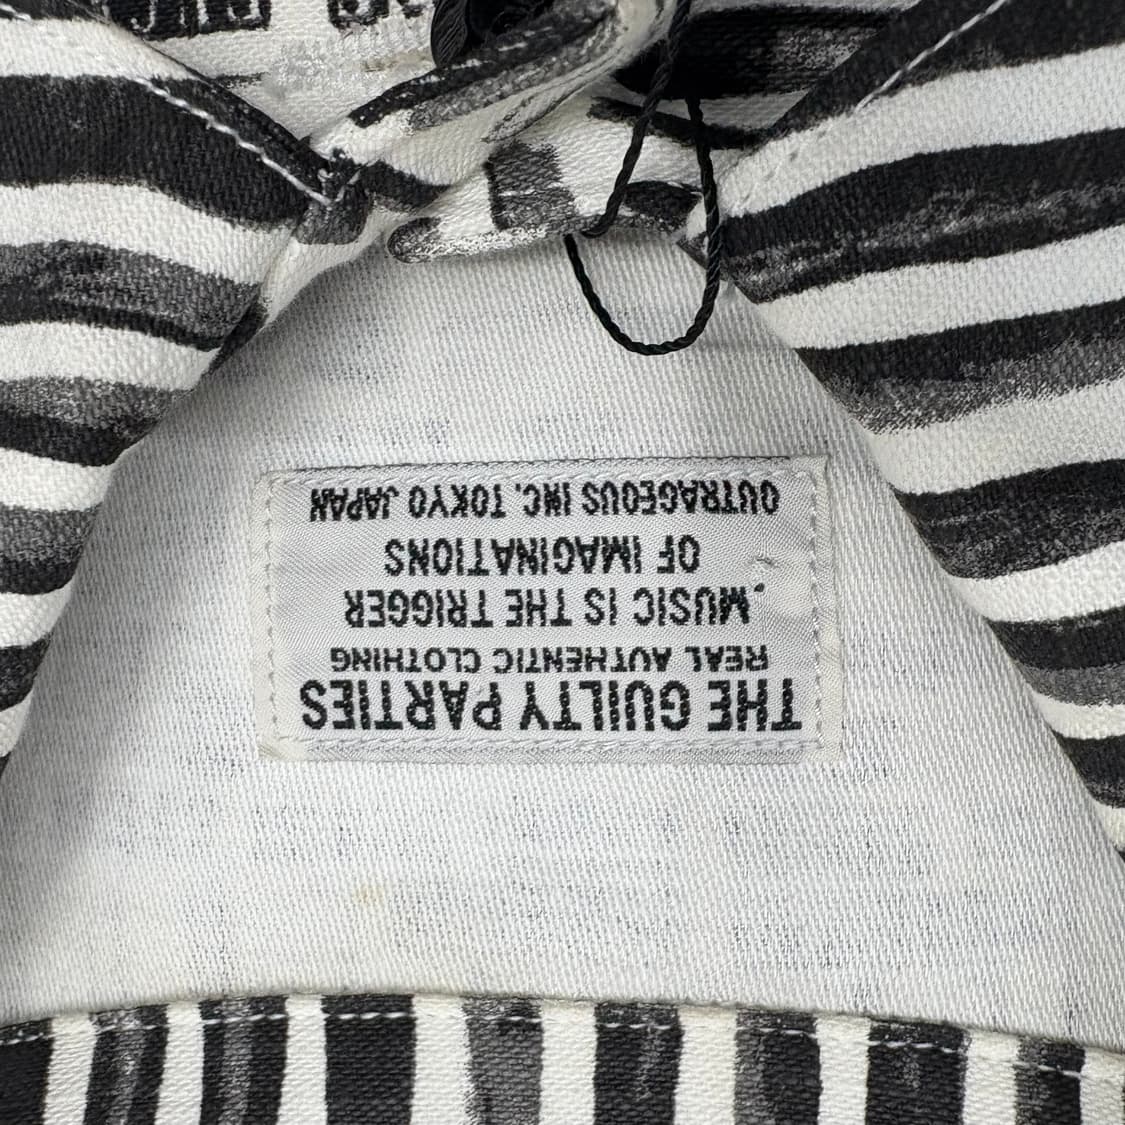 THE GUILTY PARTIES
REAL AUTHENTIC CLOTHING
"MUSIC IS THE TRIGGER
OF IMAGINATIONS
OUTRAGEOUS INC. TOKYO JAPAN